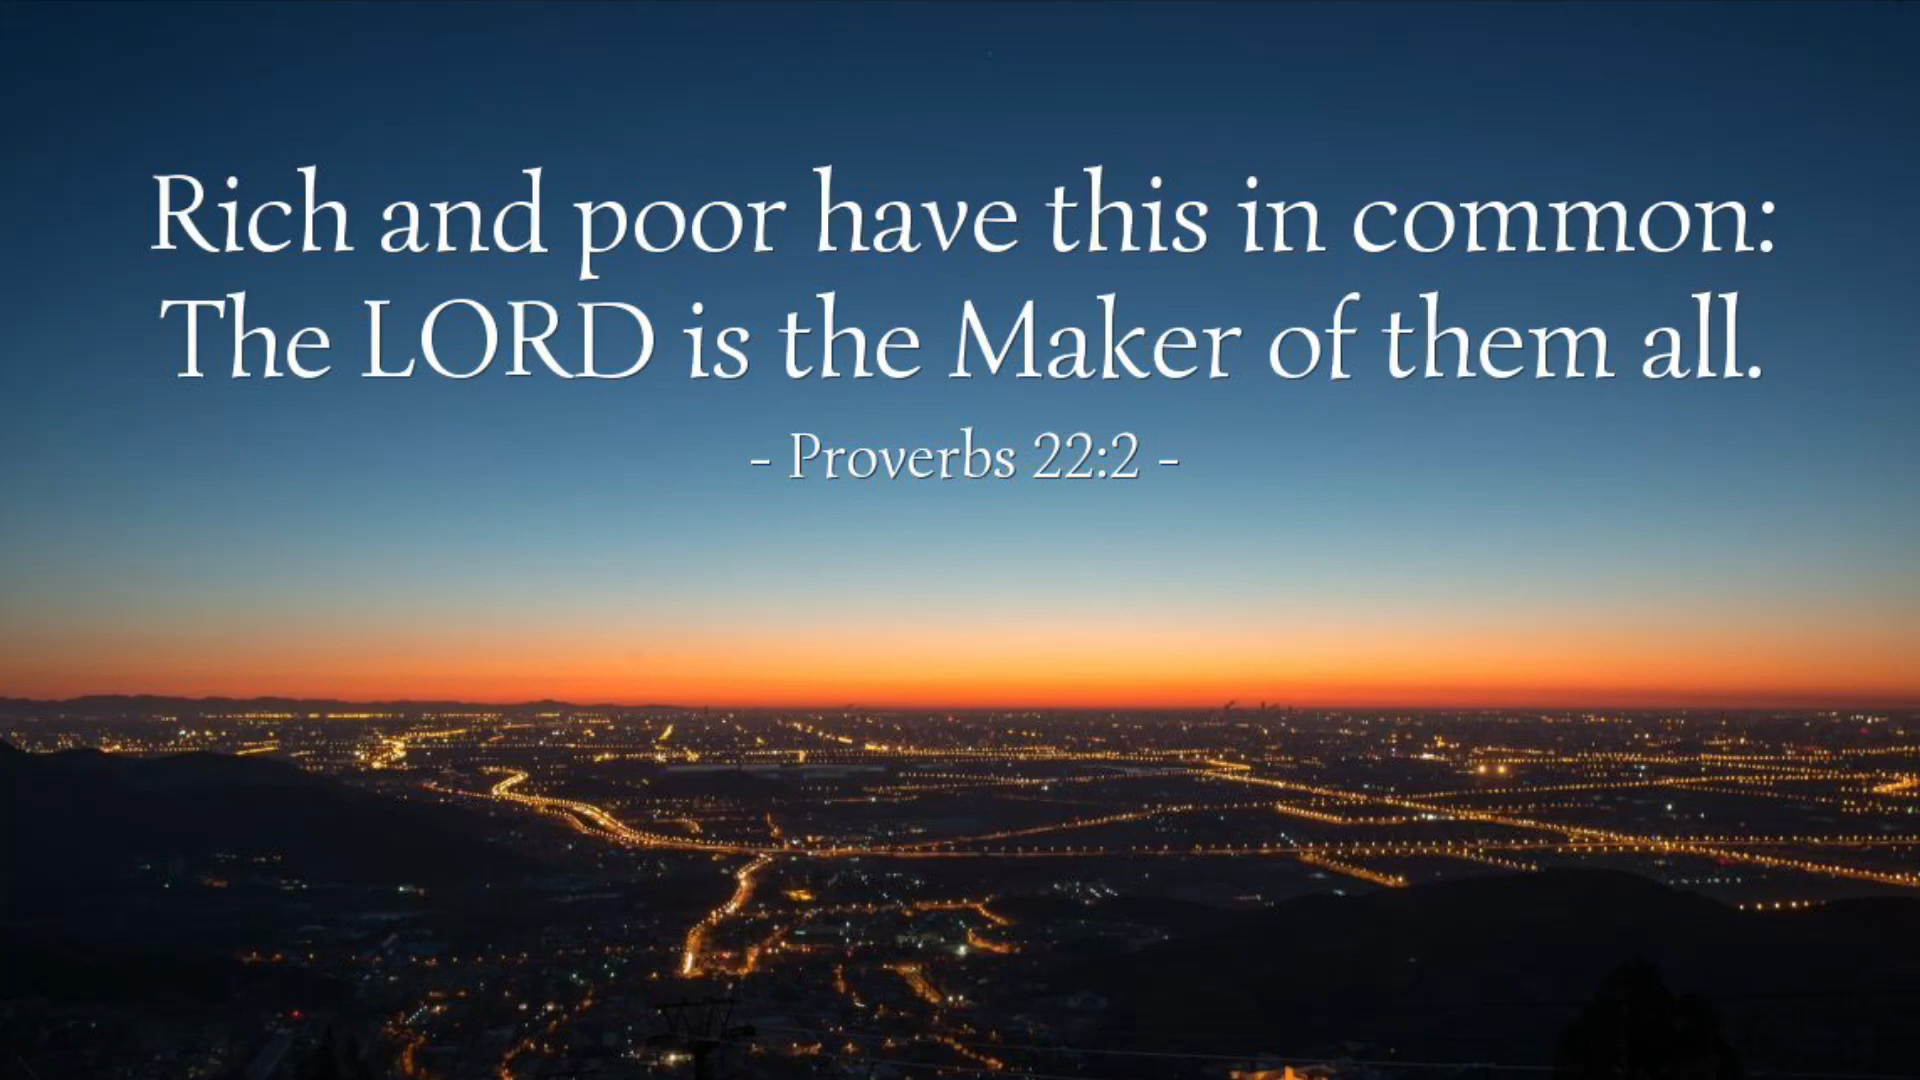 Rich and poor have this in common:
The LORD is the Maker of them all.
- Proverbs 22:2 -